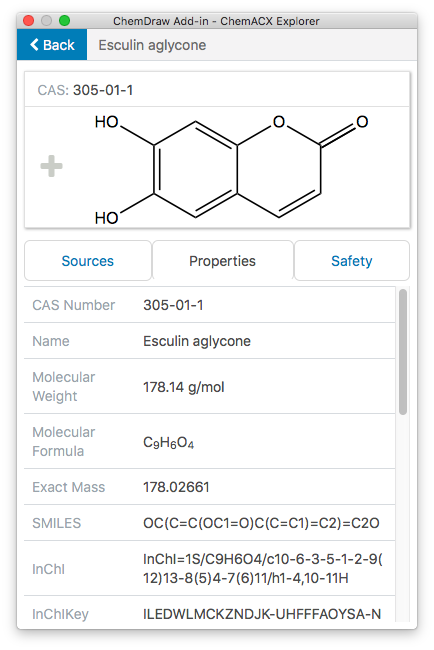 ChemDraw Add-in - ChemACX Explorer
Back Esculin aglycone
CAS: 305-01-1
HO O O
HO
Sources Properties Safety
CAS Number 305-01-1
Name Esculin aglycone
Molecular
Weight 178.14 g/mol
Molecular
Formula C₉H₆O₄
Exact Mass 178.02661
SMILES OC(C=C(OC1=O)C(C=C1)=C2)=C2O
InChI InChI=1S/C9H6O4/c10-6-3-5-1-2-9(
12)13-8(5)4-7(6)11/h1-4,10-11H
InChIKey ILEDWLMCKZNDJK-UHFFFAOYSA-N